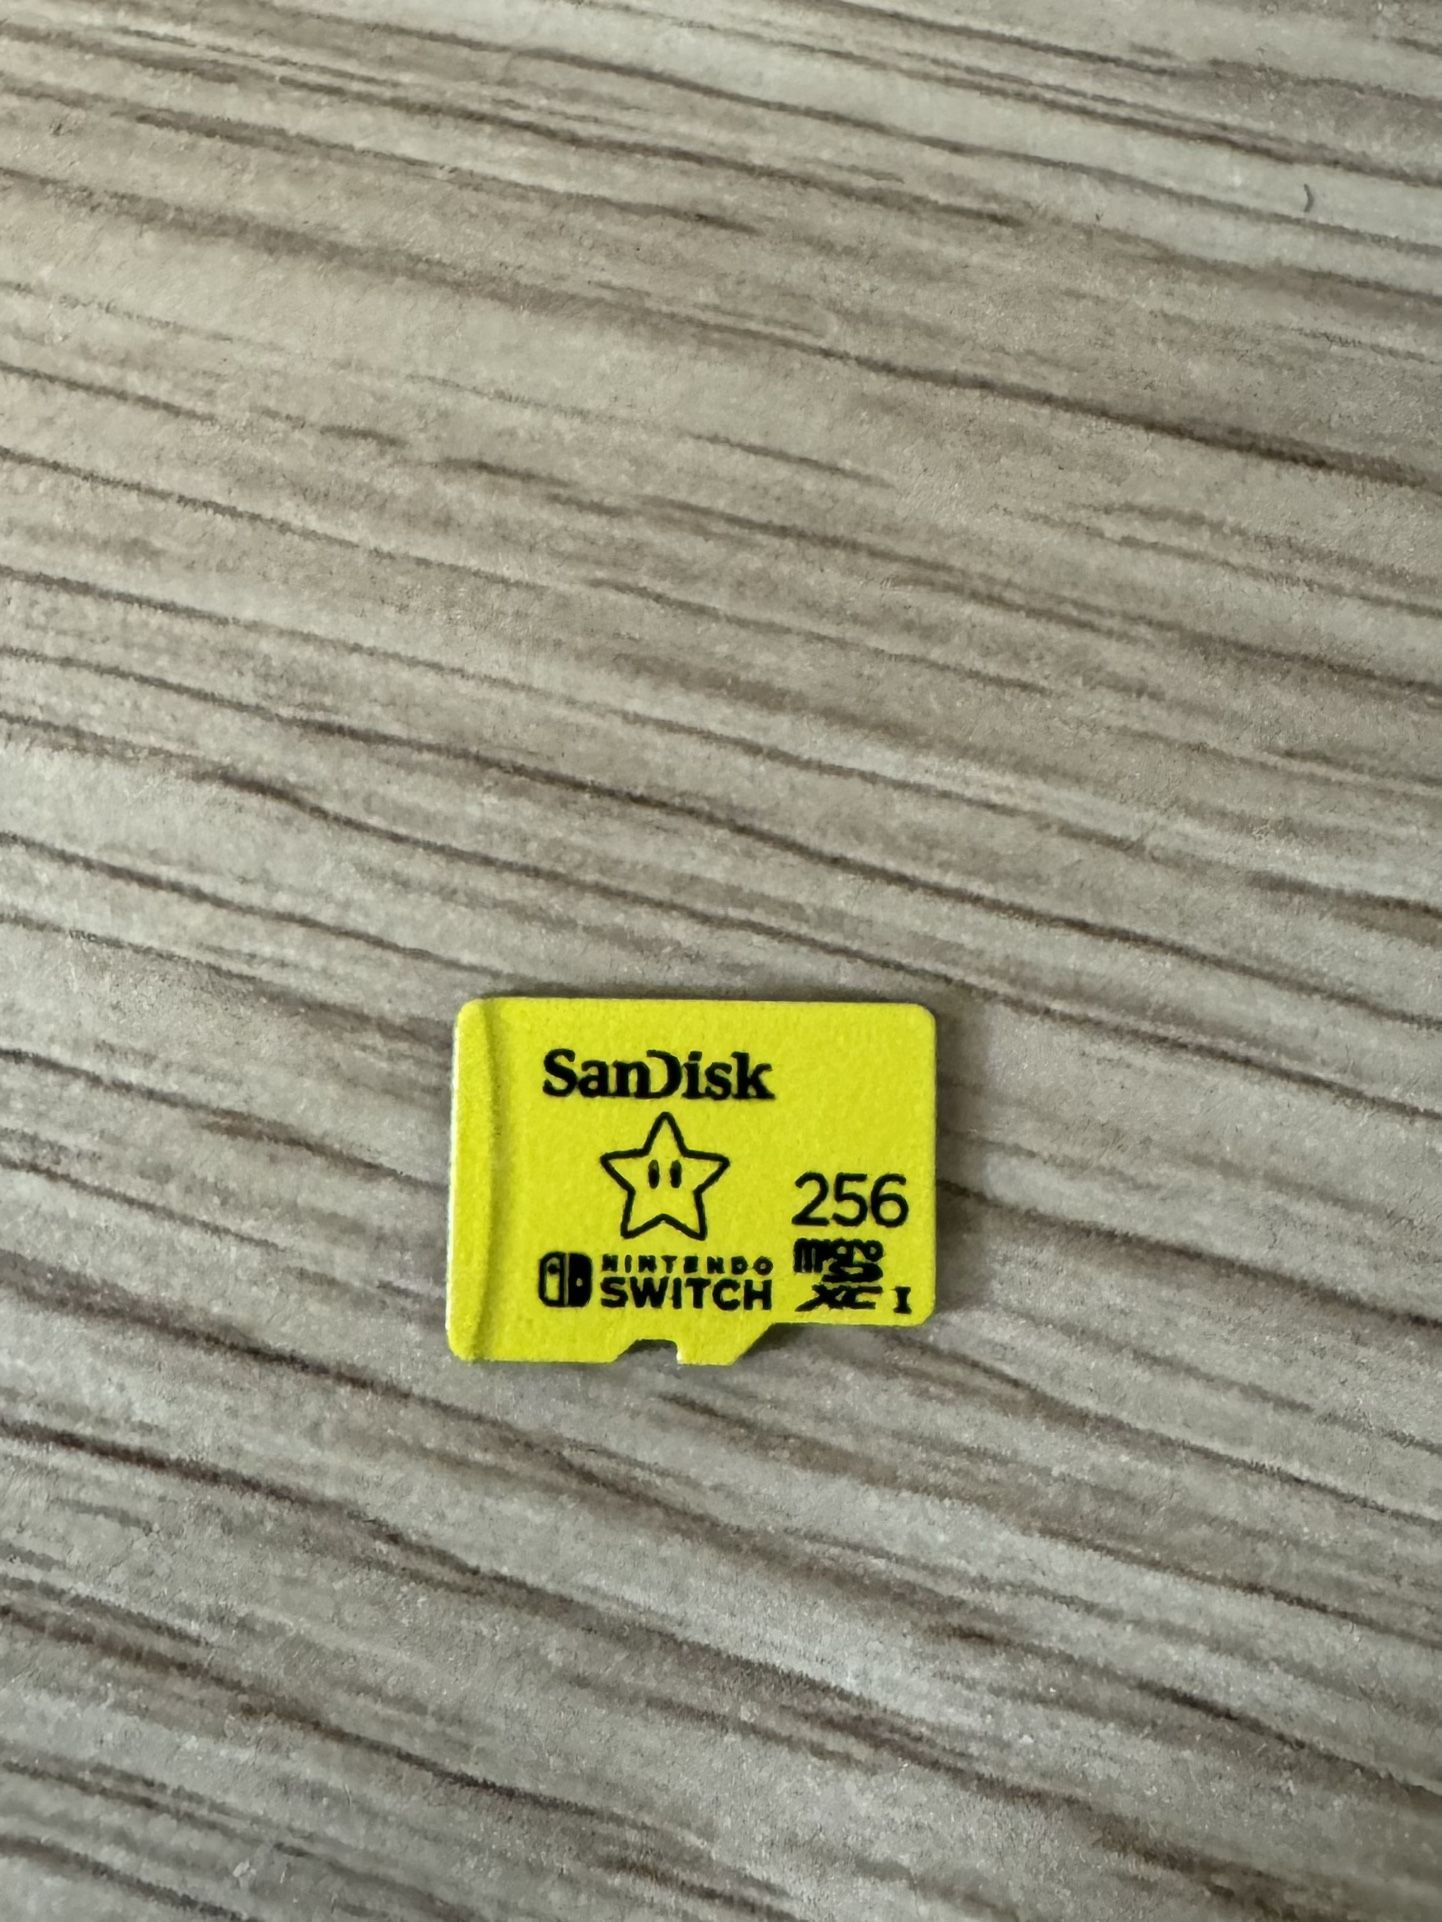 SanDisk
256
NINTENDO
SWITCH
micro
SD
XC I